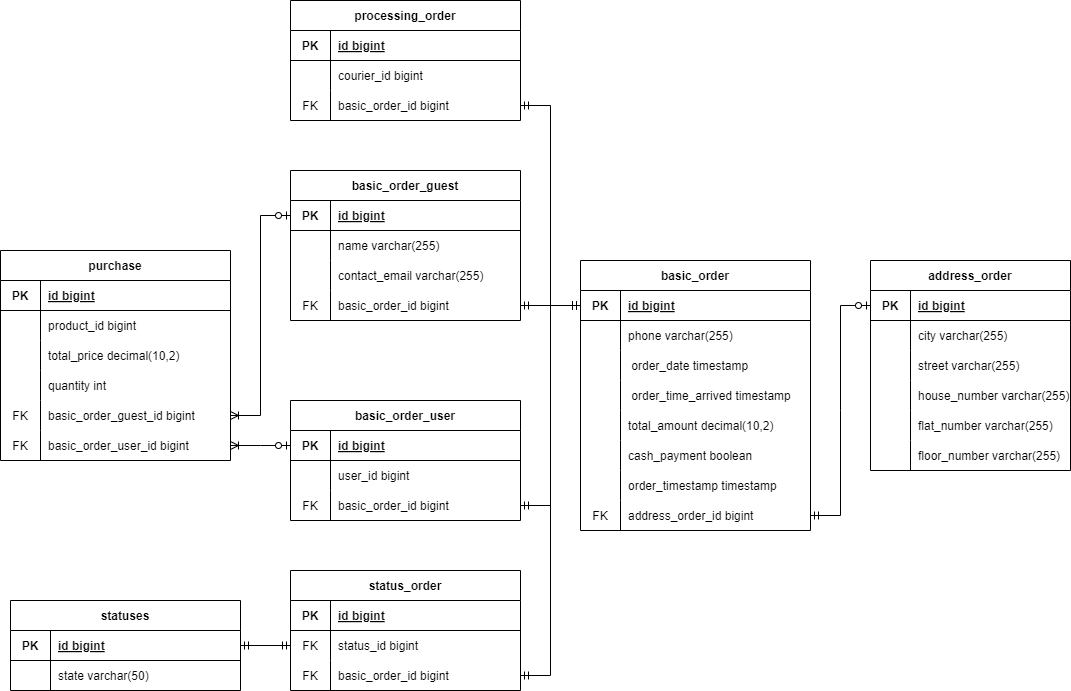 processing_order
PK id bigint
courier_id bigint
FK basic_order_id bigint
basic_order_guest
PK id bigint
name varchar(255)
contact_email varchar(255)
FK basic_order_id bigint
purchase
PK id bigint
product_id bigint
total_price decimal(10,2)
quantity int
FK basic_order_guest_id bigint
FK basic_order_user_id bigint
basic_order_user
PK id bigint
user_id bigint
FK basic_order_id bigint
basic_order
PK id bigint
phone varchar(255)
order_date timestamp
order_time_arrived timestamp
total_amount decimal(10,2)
cash_payment boolean
order_timestamp timestamp
FK address_order_id bigint
address_order
PK id bigint
city varchar(255)
street varchar(255)
house_number varchar(255)
flat_number varchar(255)
floor_number varchar(255)
statuses
PK id bigint
state varchar(50)
status_order
PK id bigint
FK status_id bigint
FK basic_order_id bigint